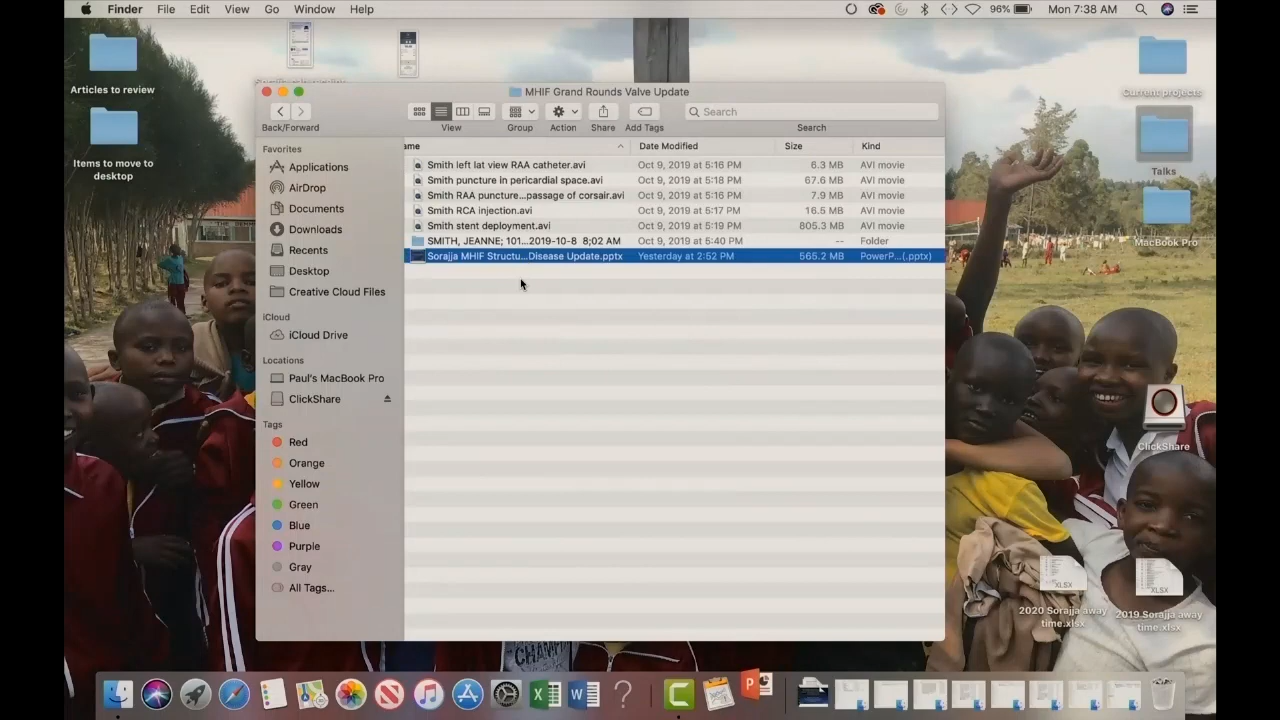 Finder File Edit View Go Window Help
96% Mon 7:38 AM
Articles to review
Items to move to
desktop
Current projects
Talks
MacBook Pro
ClickShare
2020 Sorajja away
time.xlsx
2019 Sorajja away
time.xlsx
XLSX
XLSX
MHIF Grand Rounds Valve Update
Search
Back/Forward View Group Action Share Add Tags Search
Favorites
Applications
AirDrop
Documents
Downloads
Recents
Desktop
Creative Cloud Files
iCloud
iCloud Drive
Locations
Paul's MacBook Pro
ClickShare
Tags
Red
Orange
Yellow
Green
Blue
Purple
Gray
All Tags...
ame Date Modified Size Kind
Smith left lat view RAA catheter.avi Oct 9, 2019 at 5:16 PM 6.3 MB AVI movie
Smith puncture in pericardial space.avi Oct 9, 2019 at 5:18 PM 67.6 MB AVI movie
Smith RAA puncture...passage of corsair.avi Oct 9, 2019 at 5:16 PM 7.9 MB AVI movie
Smith RCA injection.avi Oct 9, 2019 at 5:17 PM 16.5 MB AVI movie
Smith stent deployment.avi Oct 9, 2019 at 5:19 PM 805.3 MB AVI movie
SMITH, JEANNE; 101...2019-10-8 8;02 AM Oct 9, 2019 at 5:40 PM -- Folder
Sorajja MHIF Structu...Disease Update.pptx Yesterday at 2:52 PM 565.2 MB PowerP...(.pptx)
CHAMP